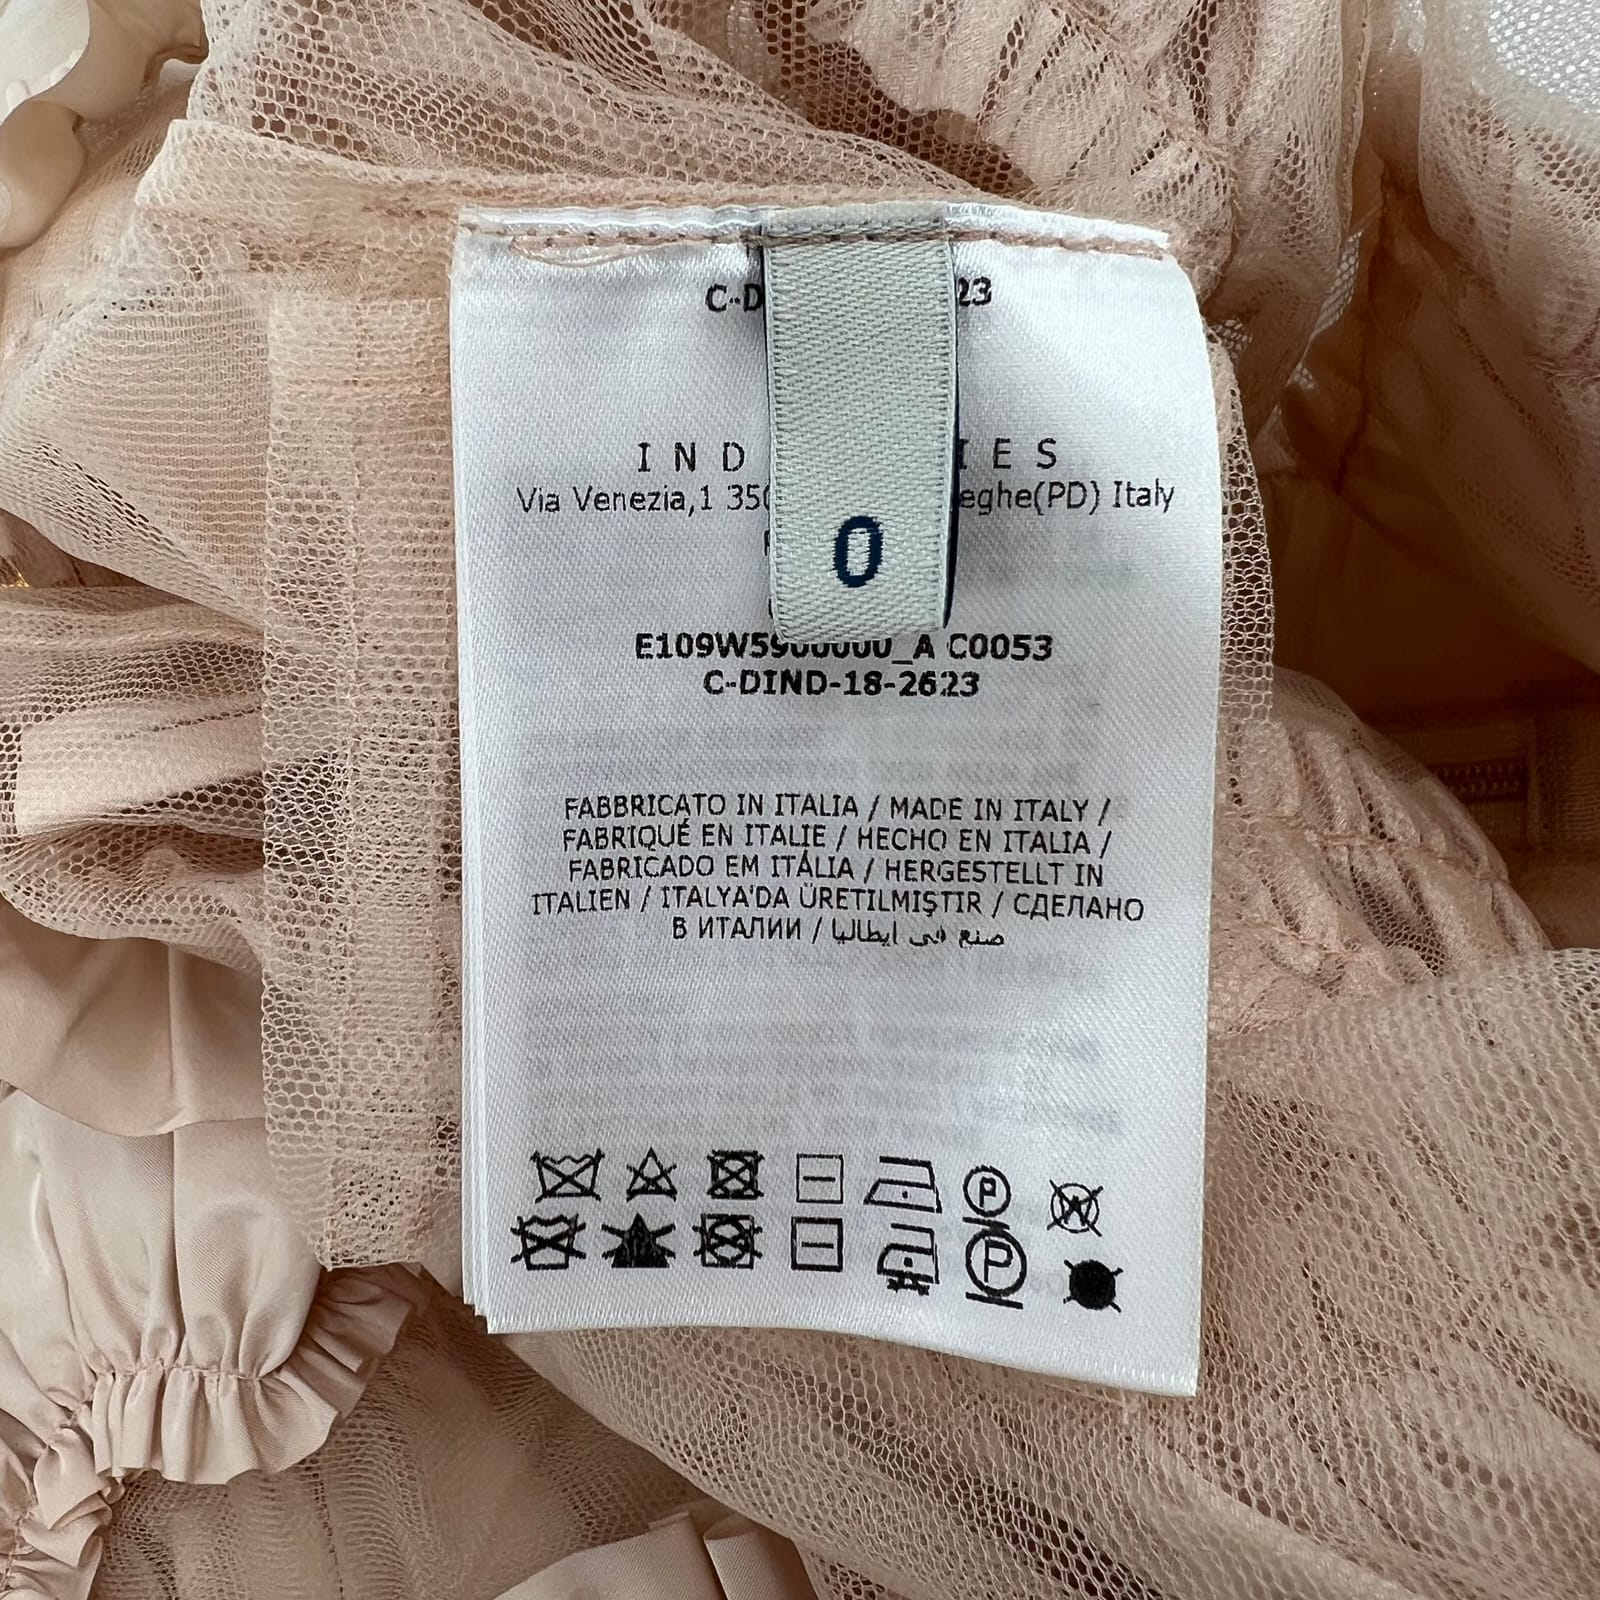 C-D 23
IND IES
Via Venezia,1 eghe(PD) Italy
0
C0053
C-DIND-18-2623
FABBRICATO IN ITALIA / MADE IN ITALY /
FABRIQUÉ EN ITALIE / HECHO EN ITALIA /
FABRICADO EM ITÁLIA / HERGESTELLT IN
ITALIEN / ITALYA'DA ÜRETILMIŞTIR / СДЕЛАНО
В ИТАЛИИ / صنع في ايطاليا
P
W
P